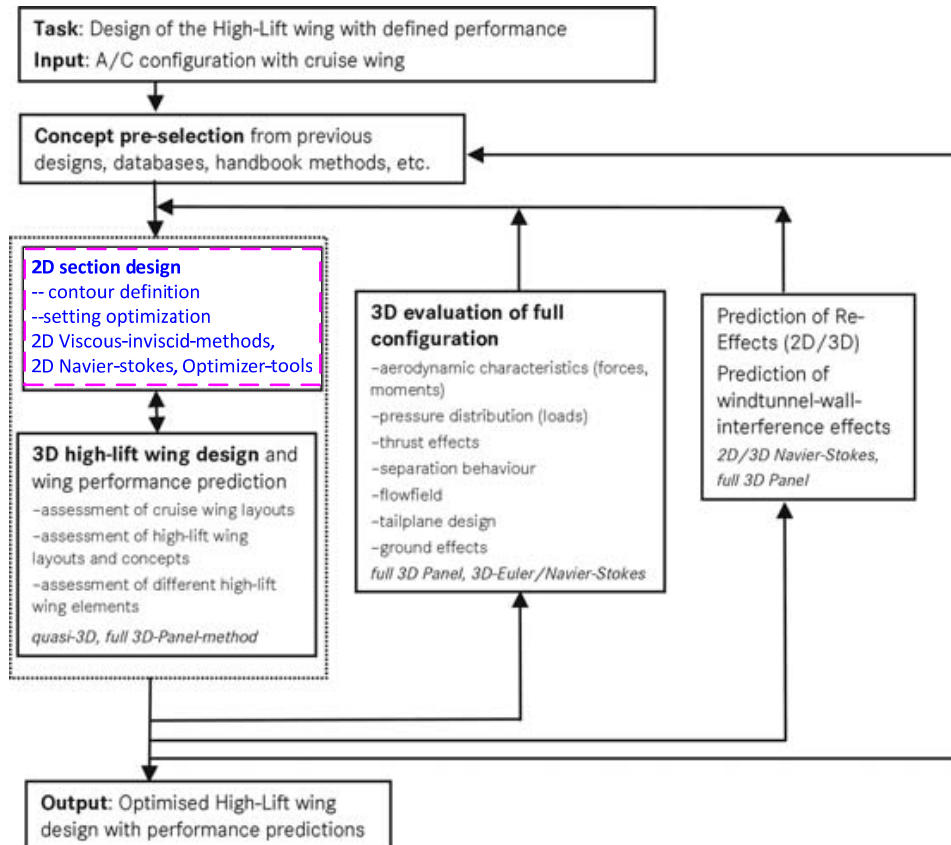 Task: Design of the High-Lift wing with defined performance
Input: A/C configuration with cruise wing
Concept pre-selection from previous
designs, databases, handbook methods, etc.
2D section design
-- contour definition
--setting optimization
2D Viscous-inviscid-methods,
2D Navier-stokes, Optimizer-tools
3D high-lift wing design and
wing performance prediction
–assessment of cruise wing layouts
–assessment of high-lift wing
layouts and concepts
–assessment of different high-lift
wing elements
quasi-3D, full 3D-Panel-method
3D evaluation of full
configuration
–aerodynamic characteristics (forces,
moments)
–pressure distribution (loads)
–thrust effects
–separation behaviour
–flowfield
–tailplane design
–ground effects
full 3D Panel, 3D-Euler/Navier-Stokes
Prediction of Re-
Effects (2D/3D)
Prediction of
windtunnel-wall-
interference effects
2D/3D Navier-Stokes,
full 3D Panel
Output: Optimised High-Lift wing
design with performance predictions